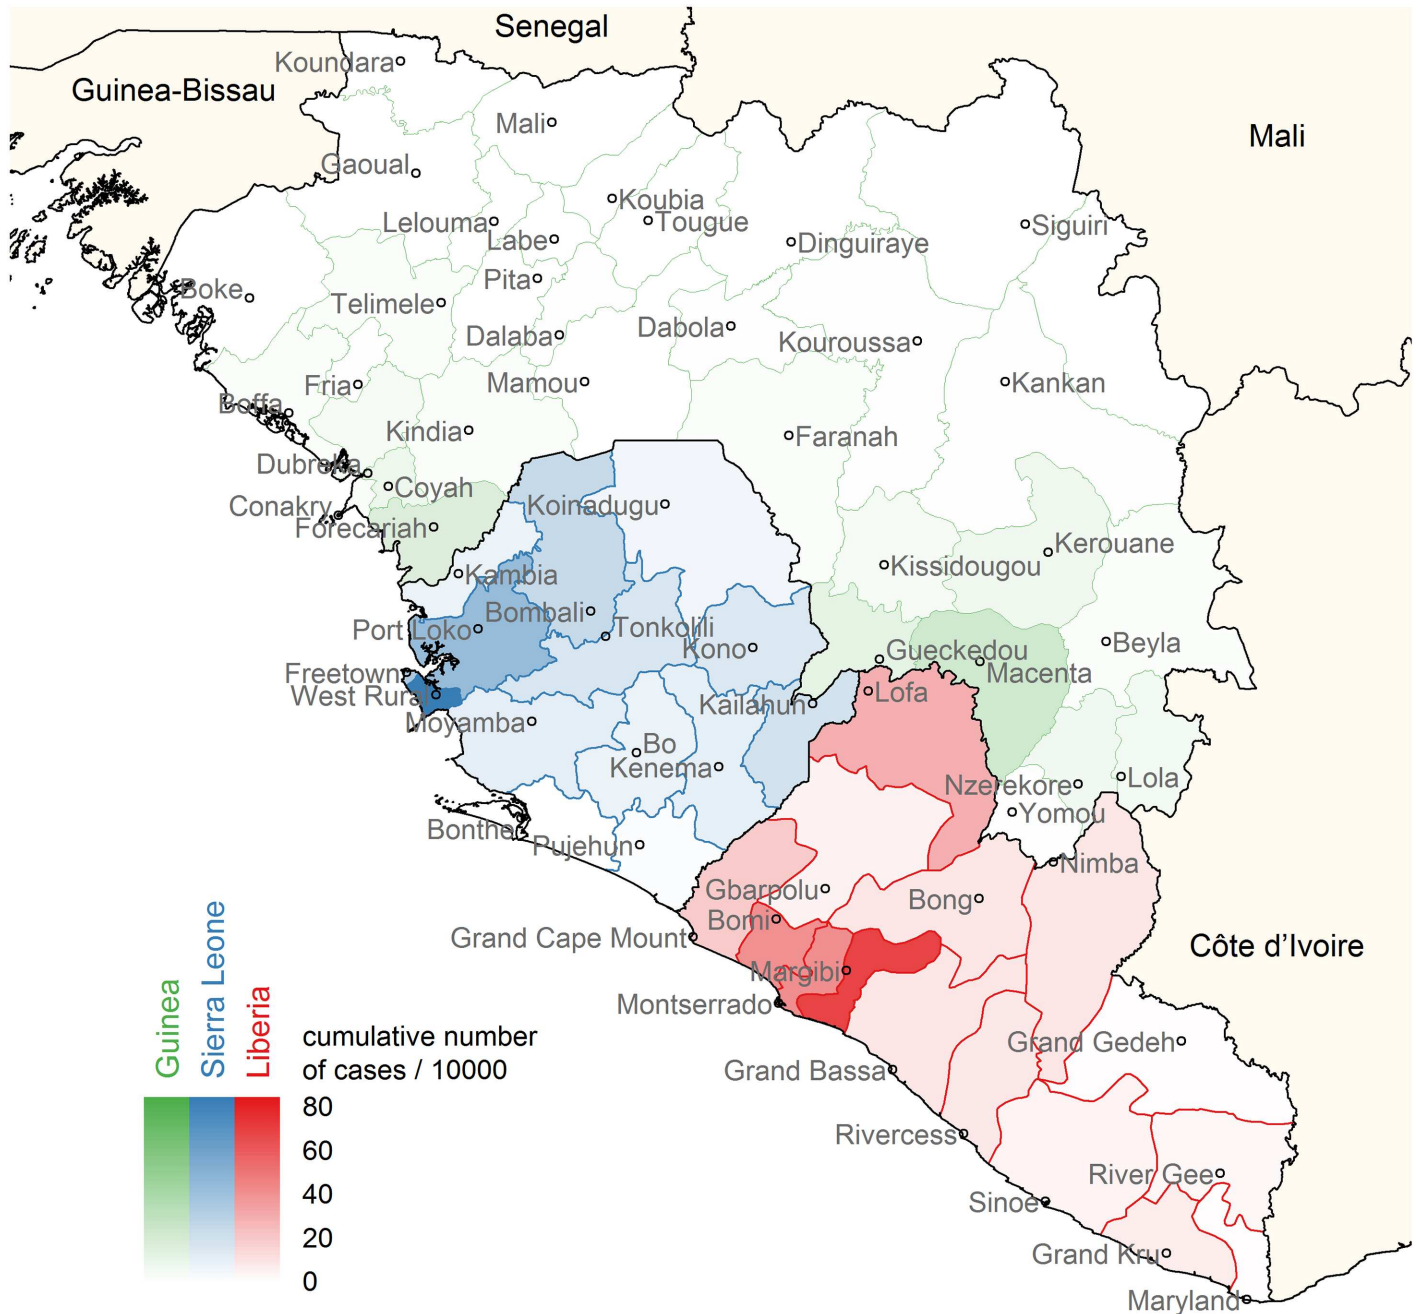 Senegal
Koundara
Guinea-Bissau
Mali
Mali
Gaoual
Koubia
Lelouma
Tougue
Siguiri
Labe
Dinguiraye
Pita
Boke
Telimele
Dabola
Dalaba
Kouroussa
Fria
Mamou
Kankan
Boffa
Kindia
Faranah
Dubreka
Coyah
Conakry
Koinadugu
Forecariah
Kerouane
Kissidougou
Kambia
Bombali
Port Loko
Tonkolili
Kono
Beyla
Gueckedou
Macenta
Freetown
West Rural
Lofa
Kailahun
Moyamba
Bo
Kenema
Lola
Nzerekore
Yomou
Bonthe
Pujehun
Nimba
Gbarpolu
Bong
Bomi
Grand Cape Mount
Côte d’Ivoire
Margibi
Montserrado
Guinea
Sierra Leone
Liberia
cumulative number
of cases / 10000
80
60
40
20
0
Grand Gedeh
Grand Bassa
Rivercess
River Gee
Sinoe
Grand Kru
Maryland